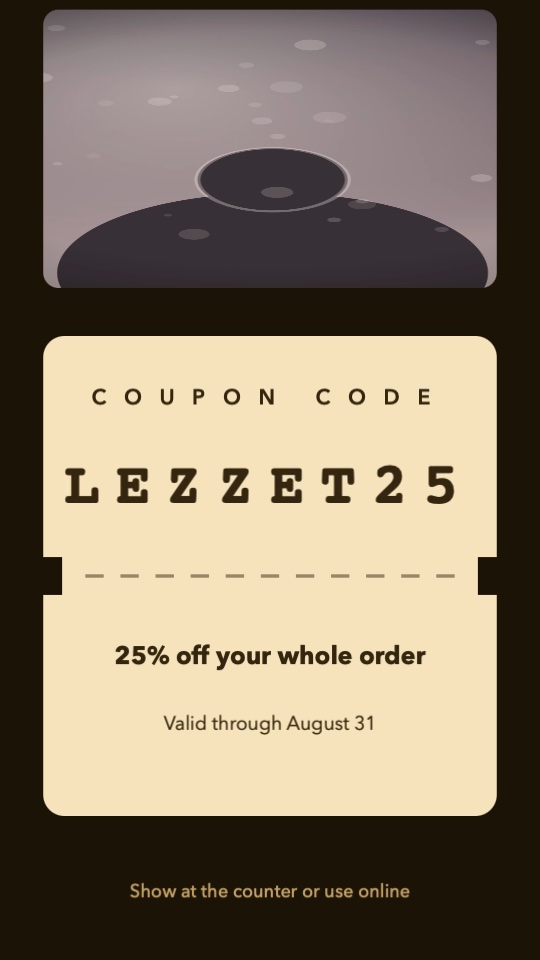 COUPON CODE
LEZZET25
25% off your whole order
Valid through August 31
Show at the counter or use online